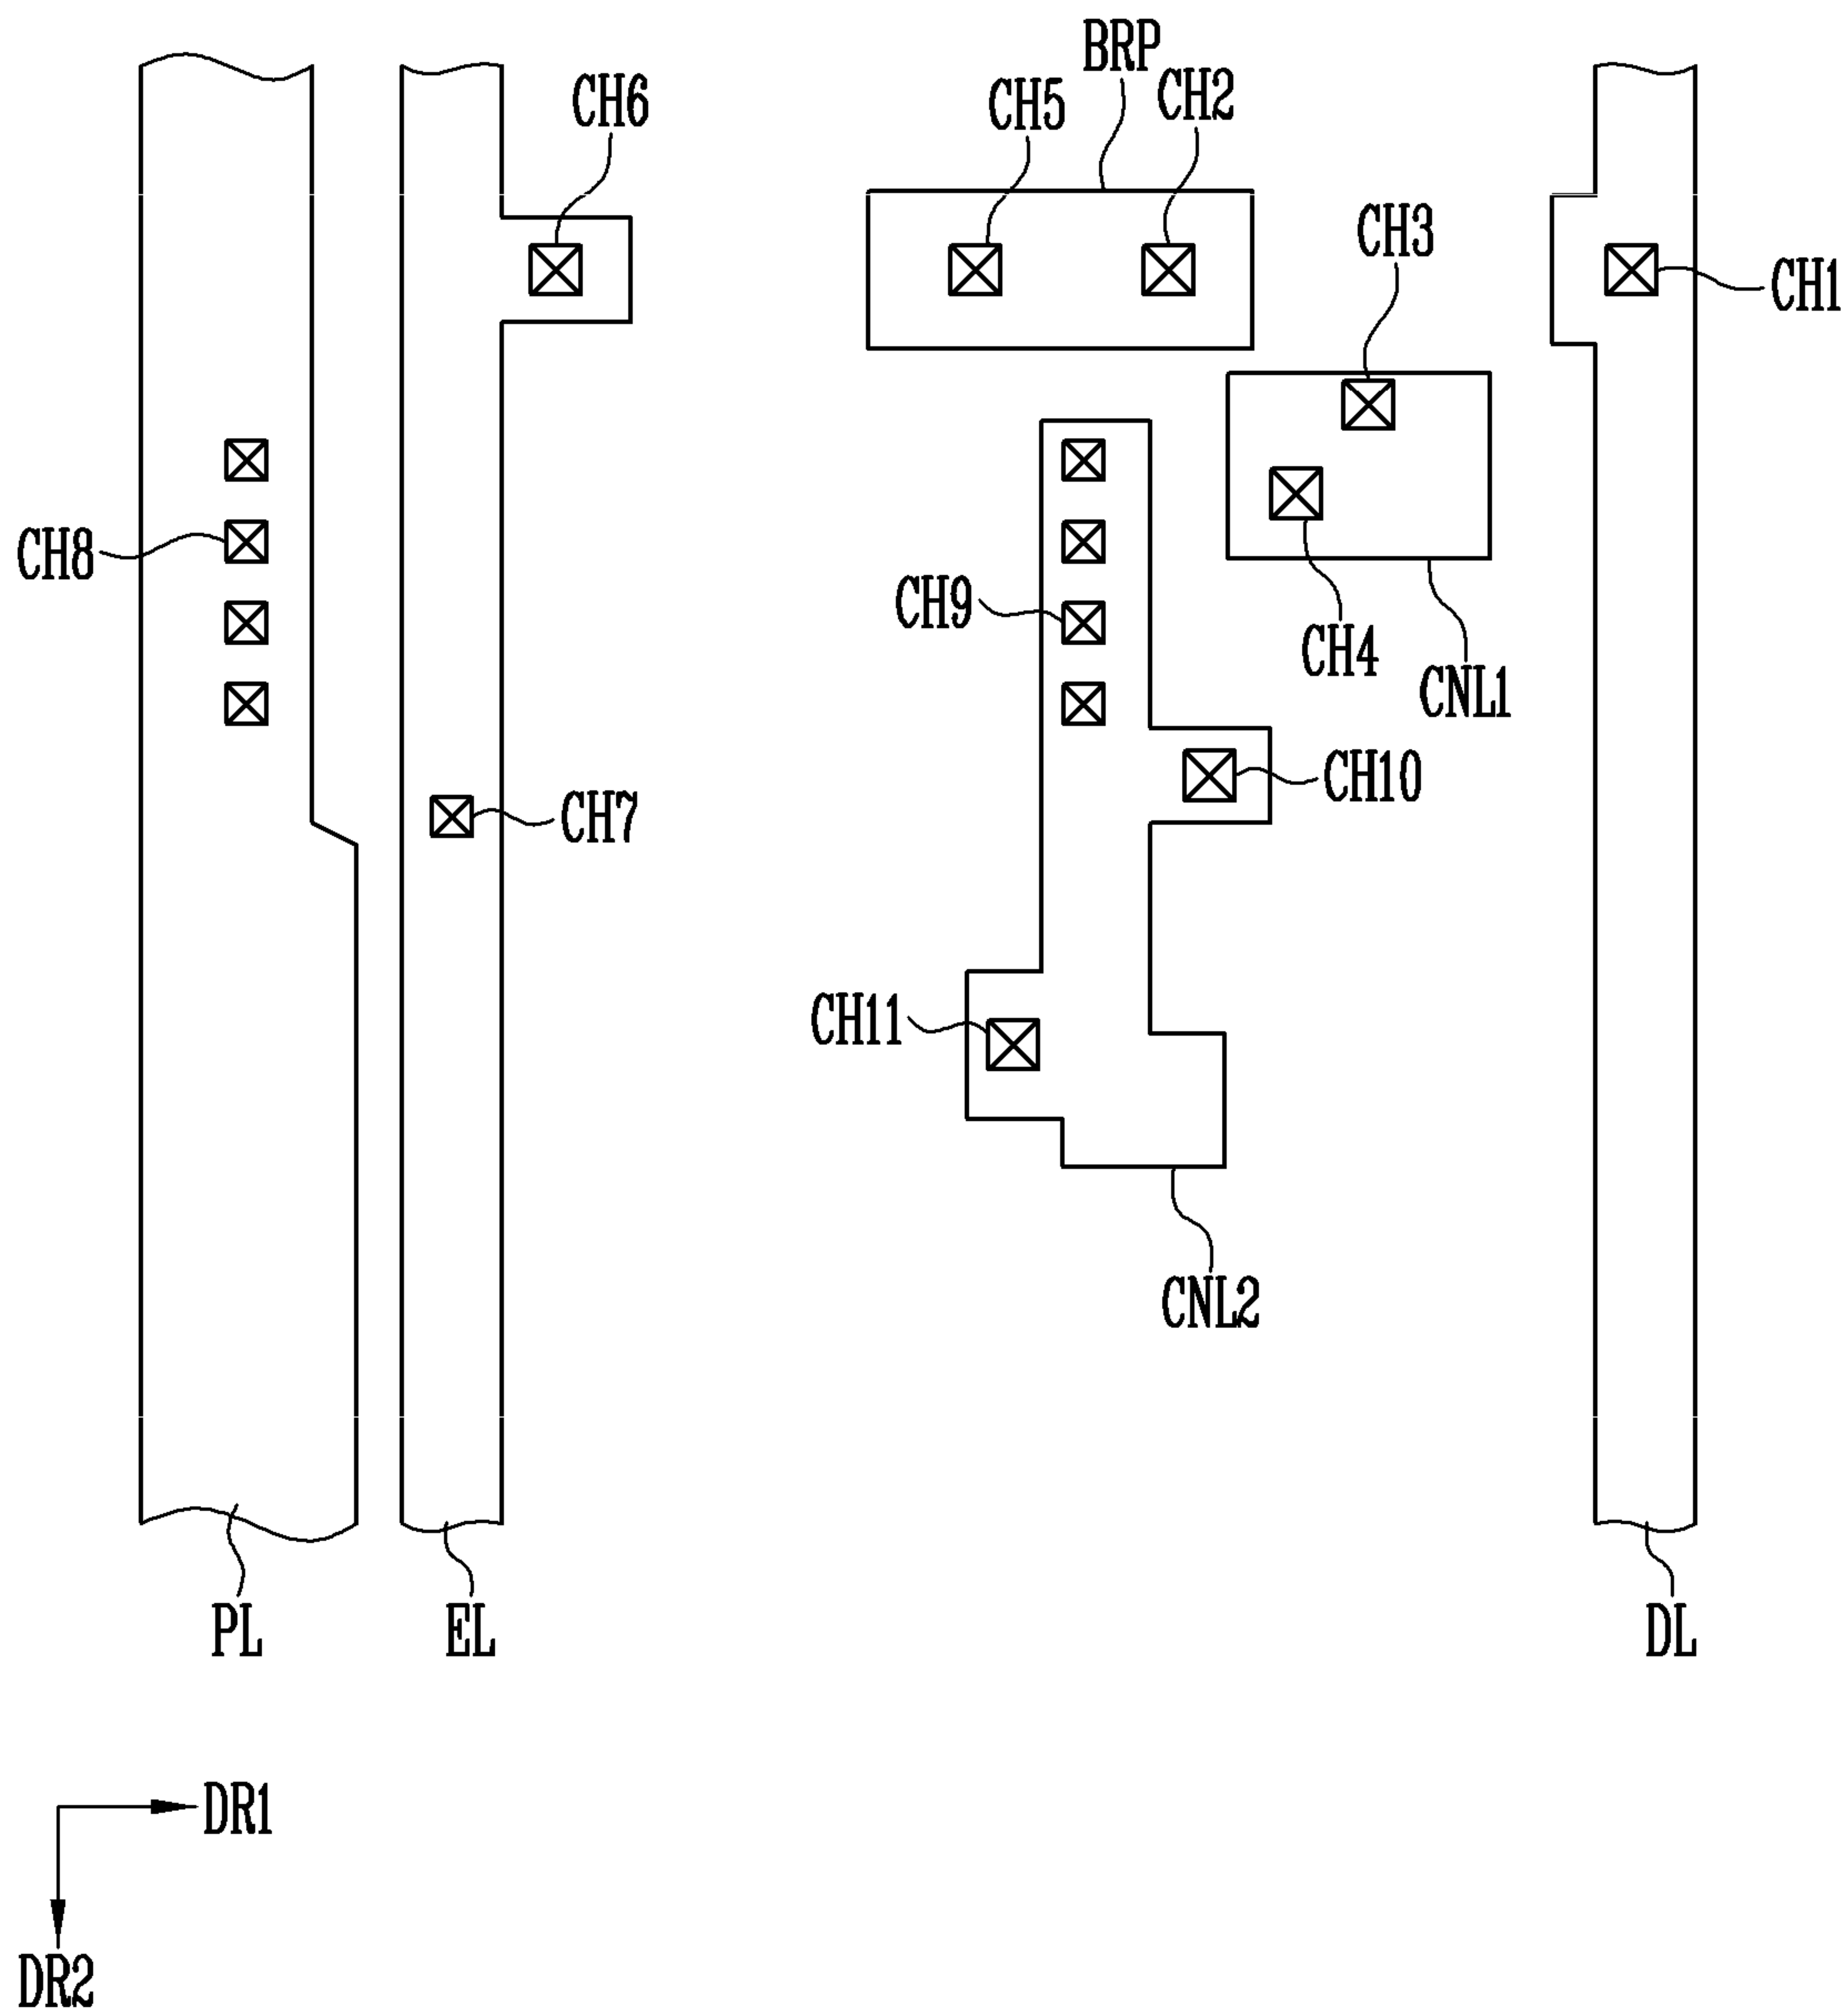 BRP
CH6
CH5
CH2
CH3
CH1
CH8
CH9
CH4
CNL1
CH10
CH7
CH11
CNL2
PL
EL
DL
DR1
DR2